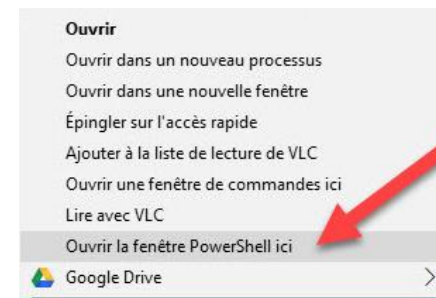 Ouvrir
Ouvrir dans un nouveau processus
Ouvrir dans une nouvelle fenêtre
Épingler sur l'accès rapide
Ajouter à la liste de lecture de VLC
Ouvrir une fenêtre de commandes ici
Lire avec VLC
Ouvrir la fenêtre PowerShell ici
Google Drive